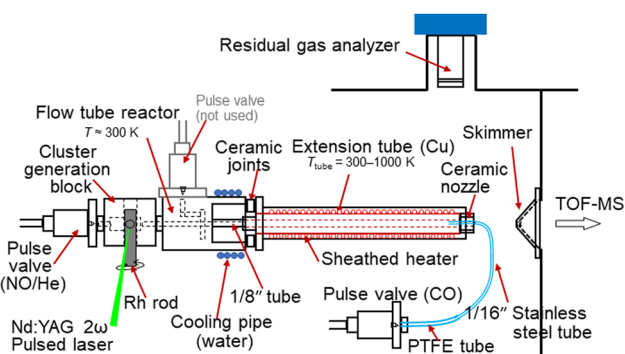 Residual gas analyzer
Pulse valve
(not used)
Flow tube reactor
T ≈ 300 K
Skimmer
Cluster
generation
block
Ceramic
joints
Extension tube (Cu)
Ttube = 300–1000 K
Ceramic
nozzle
TOF-MS
Pulse
valve
(NO/He)
Sheathed heater
Rh rod
1/8″ tube
Pulse valve (CO)
1/16″ Stainless
steel tube
Nd:YAG 2ω
Pulsed laser
Cooling pipe
(water)
PTFE tube